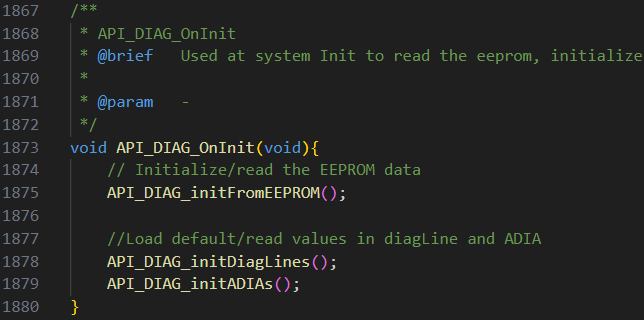 1867 /**
1868  * API_DIAG_OnInit
1869  * @brief   Used at system Init to read the eeprom, initialize
1870  *
1871  * @param   -
1872  */
1873 void API_DIAG_OnInit(void){
1874     // Initialize/read the EEPROM data
1875     API_DIAG_initFromEEPROM();
1876
1877     //Load default/read values in diagLine and ADIA
1878     API_DIAG_initDiagLines();
1879     API_DIAG_initADIAs();
1880 }